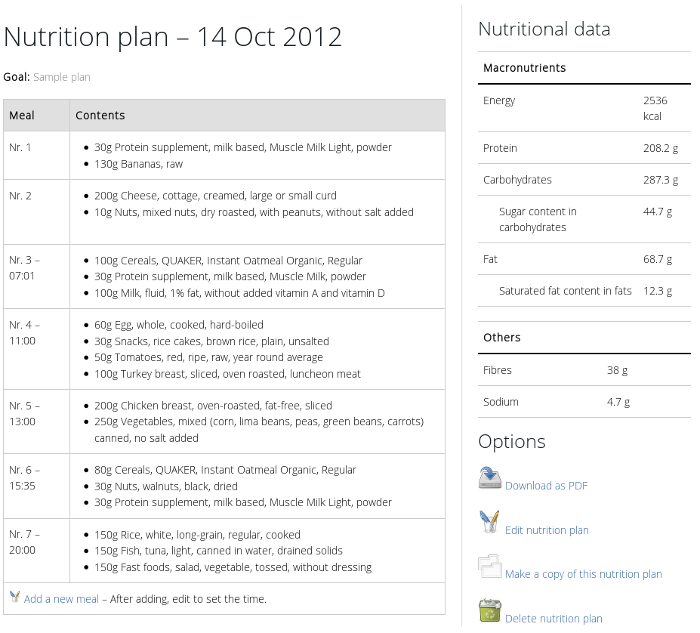 Nutrition plan – 14 Oct 2012
Goal: Sample plan
Meal Contents
Nr. 1
30g Protein supplement, milk based, Muscle Milk Light, powder
130g Bananas, raw
Nr. 2
200g Cheese, cottage, creamed, large or small curd
10g Nuts, mixed nuts, dry roasted, with peanuts, without salt added
Nr. 3 –
07:01
100g Cereals, QUAKER, Instant Oatmeal Organic, Regular
30g Protein supplement, milk based, Muscle Milk, powder
100g Milk, fluid, 1% fat, without added vitamin A and vitamin D
Nr. 4 –
11:00
60g Egg, whole, cooked, hard-boiled
30g Snacks, rice cakes, brown rice, plain, unsalted
50g Tomatoes, red, ripe, raw, year round average
100g Turkey breast, sliced, oven roasted, luncheon meat
Nr. 5 –
13:00
200g Chicken breast, oven-roasted, fat-free, sliced
250g Vegetables, mixed (corn, lima beans, peas, green beans, carrots)
canned, no salt added
Nr. 6 –
15:35
80g Cereals, QUAKER, Instant Oatmeal Organic, Regular
30g Nuts, walnuts, black, dried
30g Protein supplement, milk based, Muscle Milk Light, powder
Nr. 7 –
20:00
150g Rice, white, long-grain, regular, cooked
150g Fish, tuna, light, canned in water, drained solids
150g Fast foods, salad, vegetable, tossed, without dressing
Add a new meal – After adding, edit to set the time.
Nutritional data
Macronutrients
Energy 2536
kcal
Protein 208.2 g
Carbohydrates 287.3 g
Sugar content in 44.7 g
carbohydrates
Fat 68.7 g
Saturated fat content in fats 12.3 g
Others
Fibres 38 g
Sodium 4.7 g
Options
Download as PDF
Edit nutrition plan
Make a copy of this nutrition plan
Delete nutrition plan